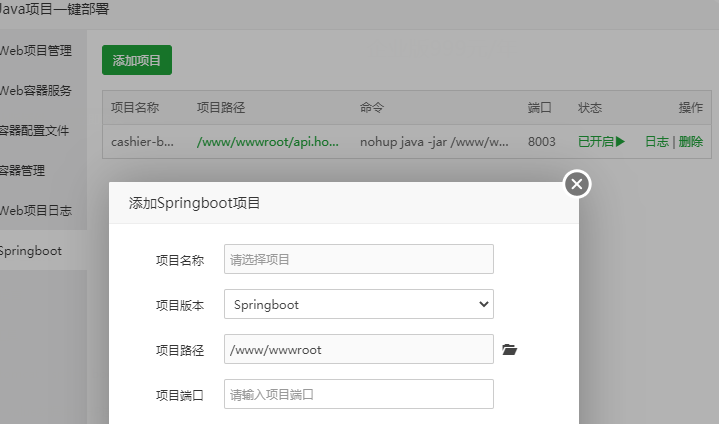 Java项目一键部署
Web项目管理
Web容器服务
容器配置文件
容器管理
Web项目日志
Springboot
添加项目
项目名称 项目路径 命令 端口 状态 操作
cashier-b... /www/wwwroot/api.ho... nohup java -jar /www/w... 8003 已开启▶ 日志 | 删除
添加Springboot项目
项目名称 请选择项目
项目版本 Springboot
项目路径 /www/wwwroot
项目端口 请输入项目端口